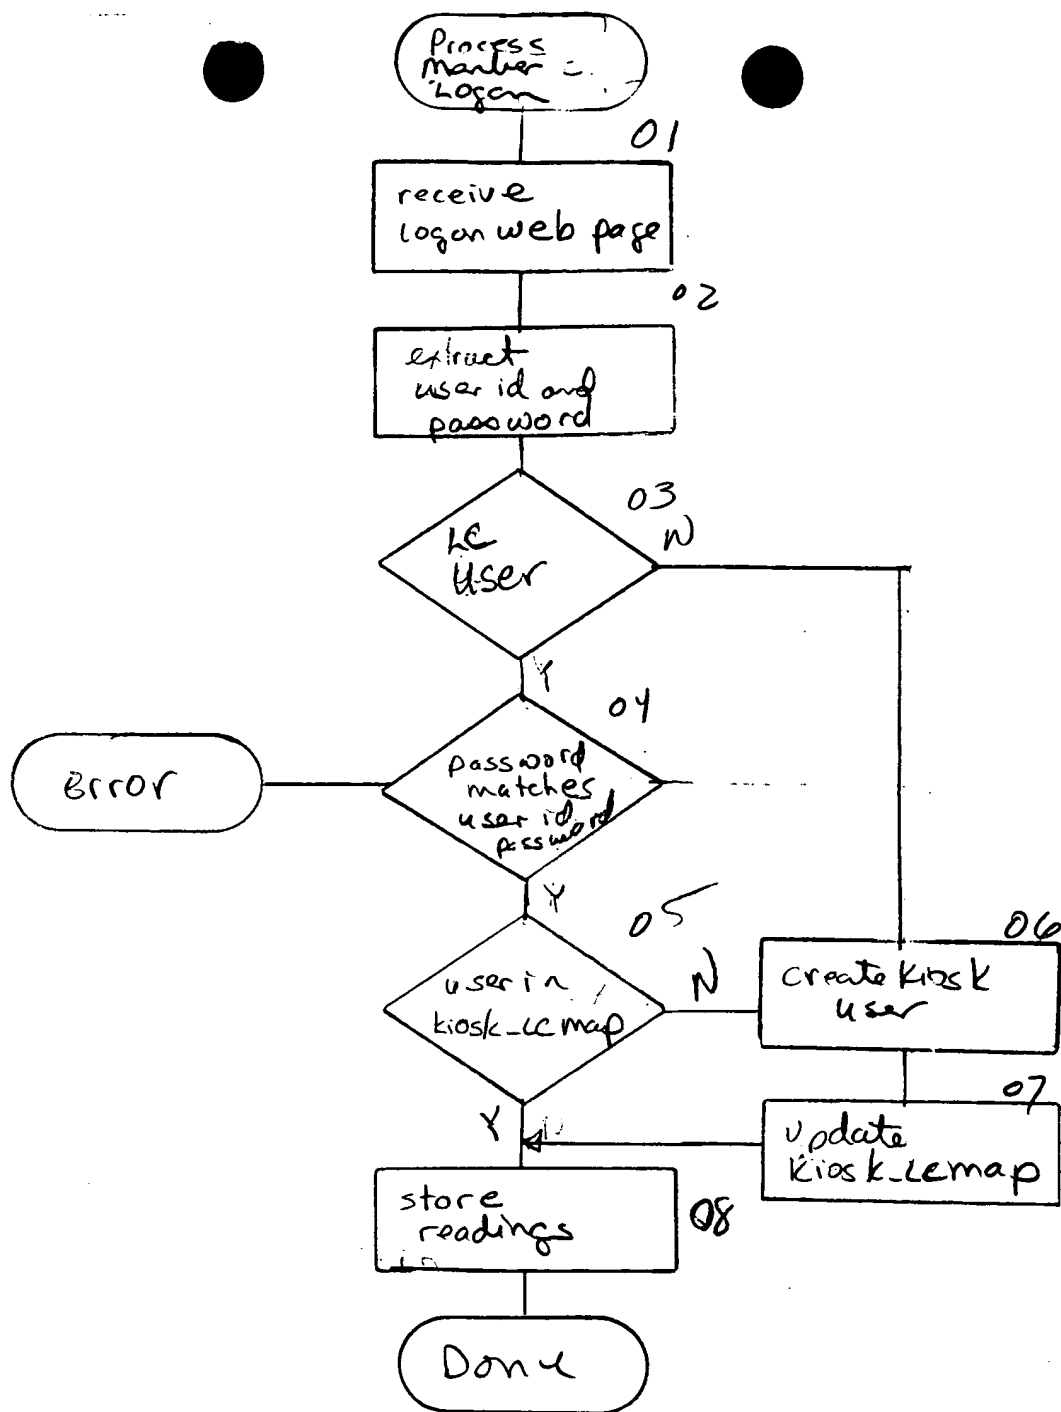 Process
Logon
01
receive
logon web page
02
extract
user id and
password
03
N
LC
User
Y
04
Error
password
matches
user id
password
Y
05
user in
kiosk_LCmap
N
06
create kiosk
user
07
update
kiosk_LCmap
Y
store
readings
08
Done